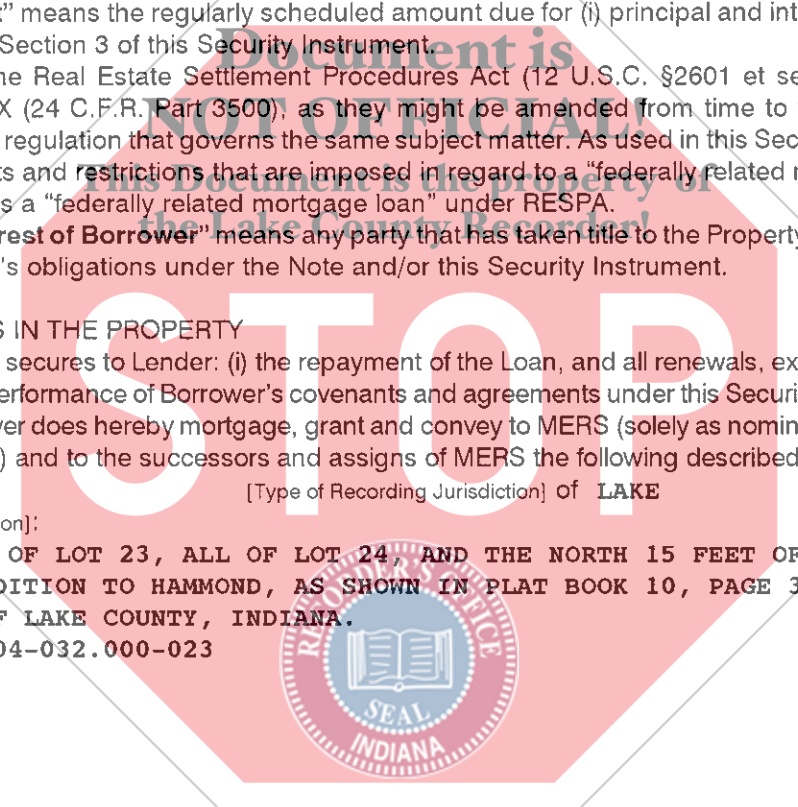 ” means the regularly scheduled amount due for (i) principal and int
Section 3 of this Security Instrument.
ne Real Estate Settlement Procedures Act (12 U.S.C. §2601 et se
X (24 C.F.R. Part 3500), as they might be amended from time to
regulation that governs the same subject matter. As used in this Sec
ts and restrictions that are imposed in regard to a “federally related m
s a “federally related mortgage loan” under RESPA.
rest of Borrower” means any party that has taken title to the Property
’s obligations under the Note and/or this Security Instrument.
Document is
NOT OFFICIAL!
This Document is the property of
the Lake County Recorder!
STOP
S IN THE PROPERTY
secures to Lender: (i) the repayment of the Loan, and all renewals, ex
erformance of Borrower’s covenants and agreements under this Securi
ver does hereby mortgage, grant and convey to MERS (solely as nomin
) and to the successors and assigns of MERS the following described
[Type of Recording Jurisdiction] of LAKE
on]:
OF LOT 23, ALL OF LOT 24, AND THE NORTH 15 FEET OF
DITION TO HAMMOND, AS SHOWN IN PLAT BOOK 10, PAGE 3
F LAKE COUNTY, INDIANA.
04-032.000-023
RECORDER'S OFFICE
SEAL
INDIANA